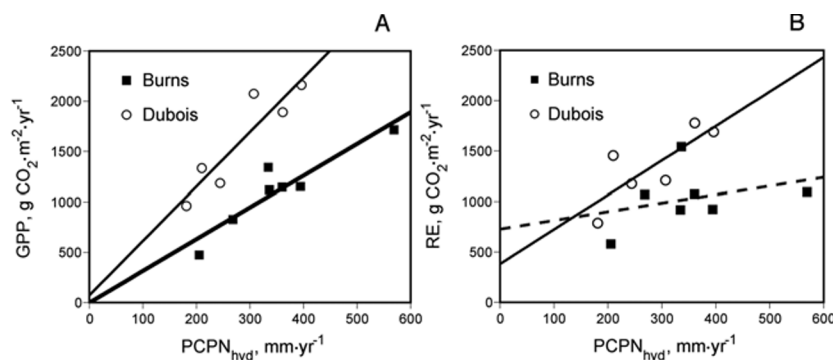 A
2500
2000
1500
1000
500
0
GPP, g CO₂·m⁻²·yr⁻¹
Burns
Dubois
0 100 200 300 400 500 600
PCPNₕyd, mm·yr⁻¹
B
2500
2000
1500
1000
500
0
RE, g CO₂·m⁻²·yr⁻¹
Burns
Dubois
0 100 200 300 400 500 600
PCPNₕyd, mm·yr⁻¹